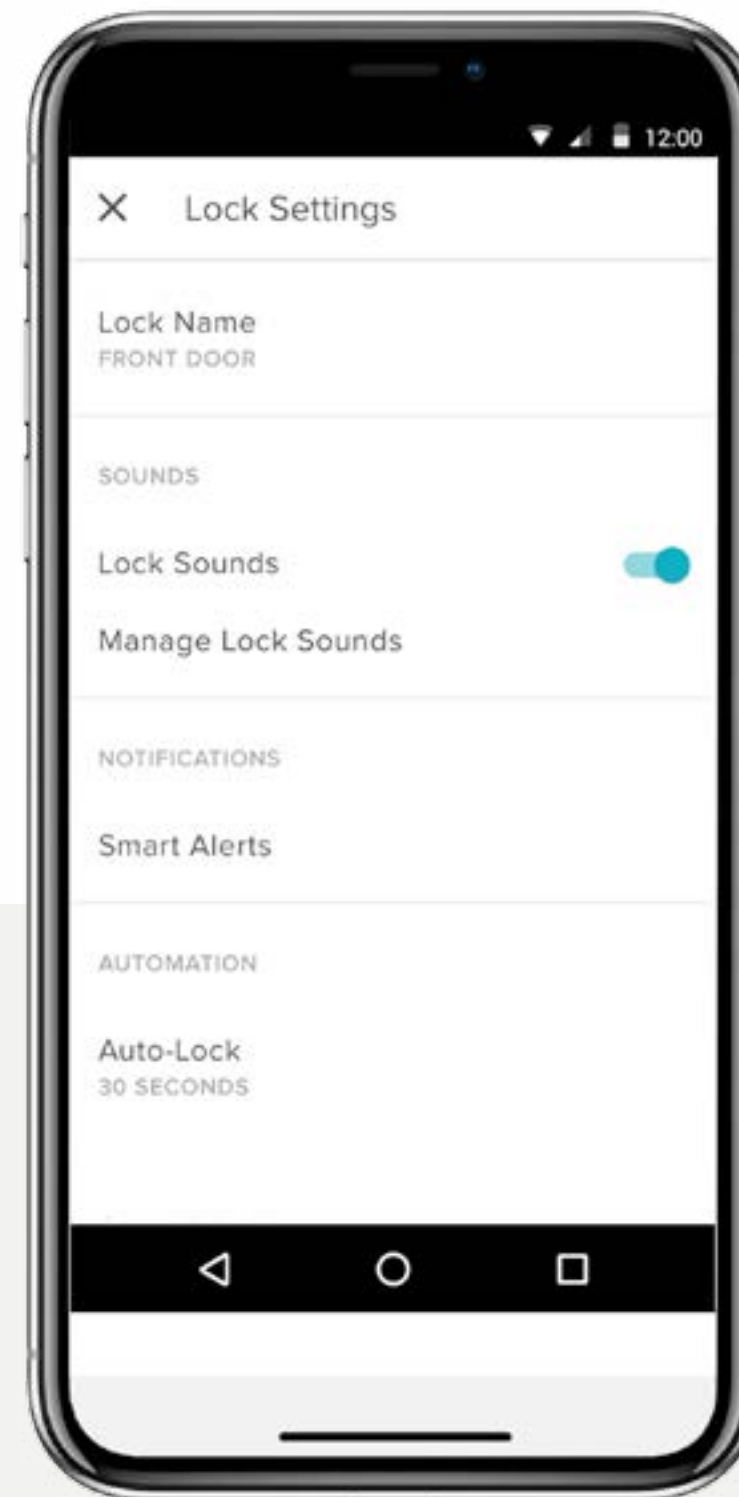 12:00
Lock Settings
Lock Name
FRONT DOOR
SOUNDS
Lock Sounds
Manage Lock Sounds
NOTIFICATIONS
Smart Alerts
AUTOMATION
Auto-Lock
30 SECONDS